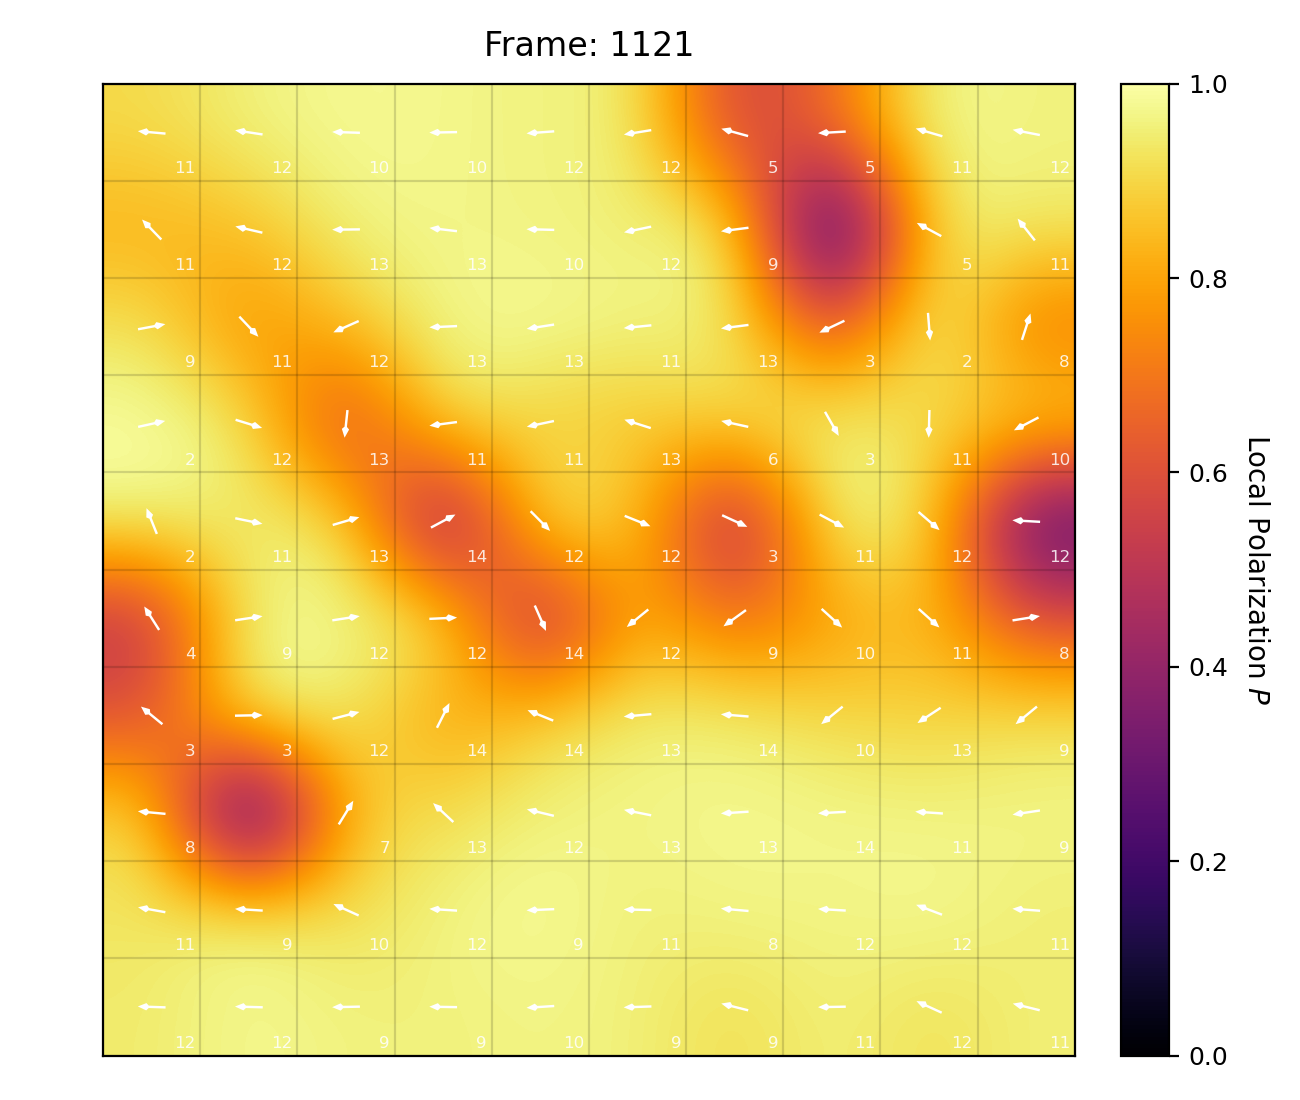 Frame: 1121
11 12 10 10 12 12 5 5 11 12
11 12 13 13 10 12 9 5 11
9 11 12 13 13 11 13 3 2 8
2 12 13 11 11 13 6 3 11 10
2 11 13 14 12 12 3 11 12 12
4 9 12 12 14 12 9 10 11 8
3 3 12 14 14 13 14 10 13 9
8 7 13 12 13 13 14 11 9
11 9 10 12 9 11 8 12 12 11
12 12 9 9 10 9 9 11 12 11
1.0
0.8
0.6
0.4
0.2
0.0
Local Polarization P